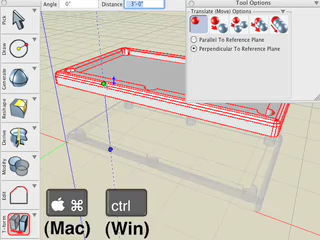 Angle 0° Distance 3'-0"
Tool Options
Translate (Move) Options
Parallel To Reference Plane
Perpendicular To Reference Plane
Pick
Draw
Generate
Reshape
Derive
Modify
Edit
T-form
⌘ ctrl
(Mac) (Win)